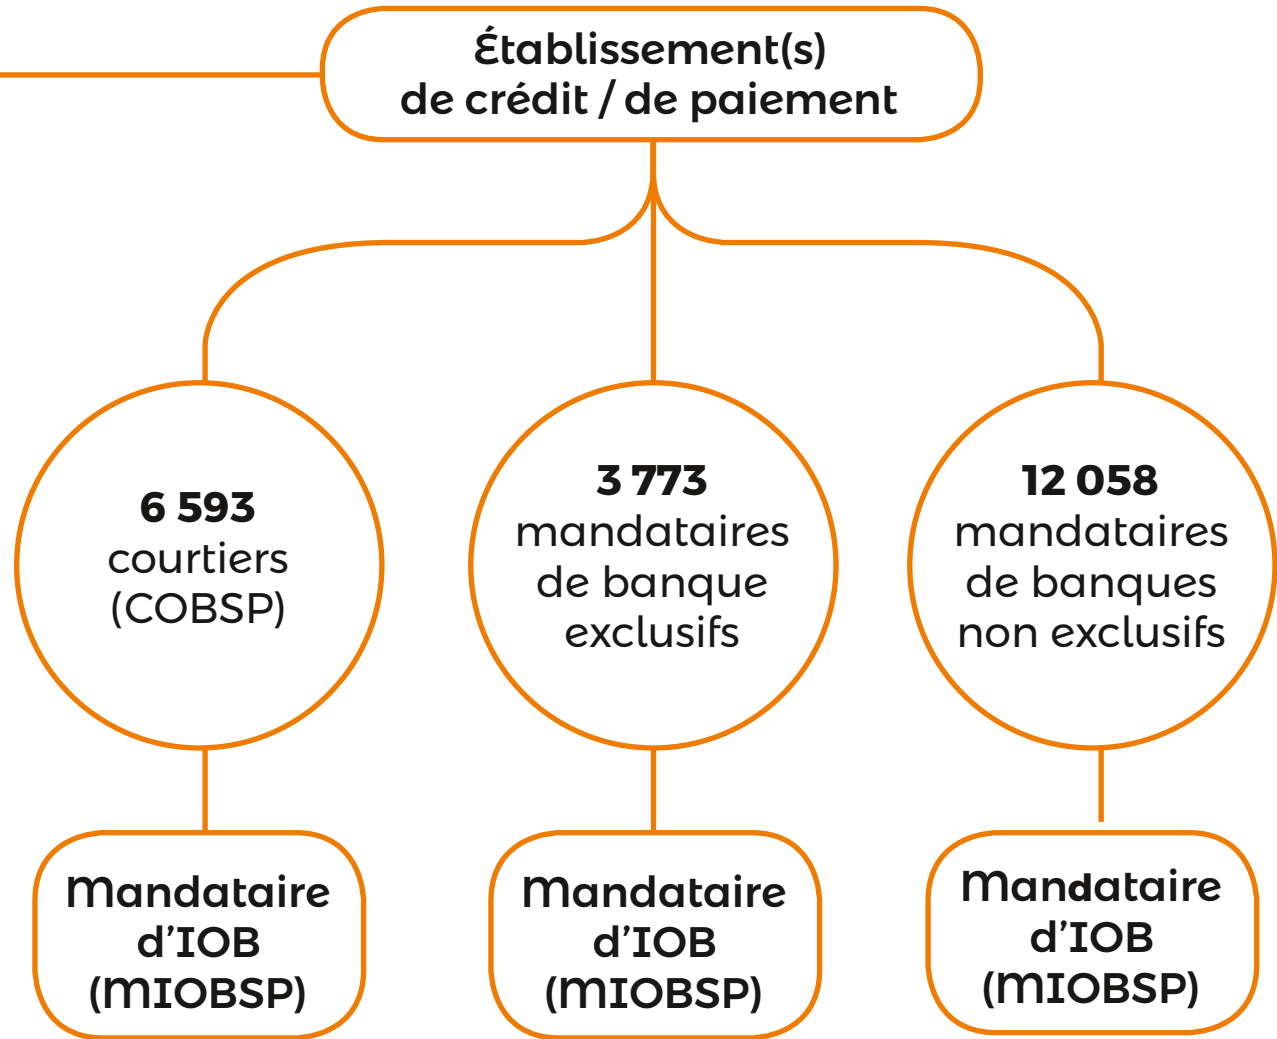 Établissement(s)
de crédit / de paiement
6 593
courtiers
(COBSP)
3 773
mandataires
de banque
exclusifs
12 058
mandataires
de banques
non exclusifs
Mandataire
d’IOB
(MIOBSP)
Mandataire
d’IOB
(MIOBSP)
Mandataire
d’IOB
(MIOBSP)